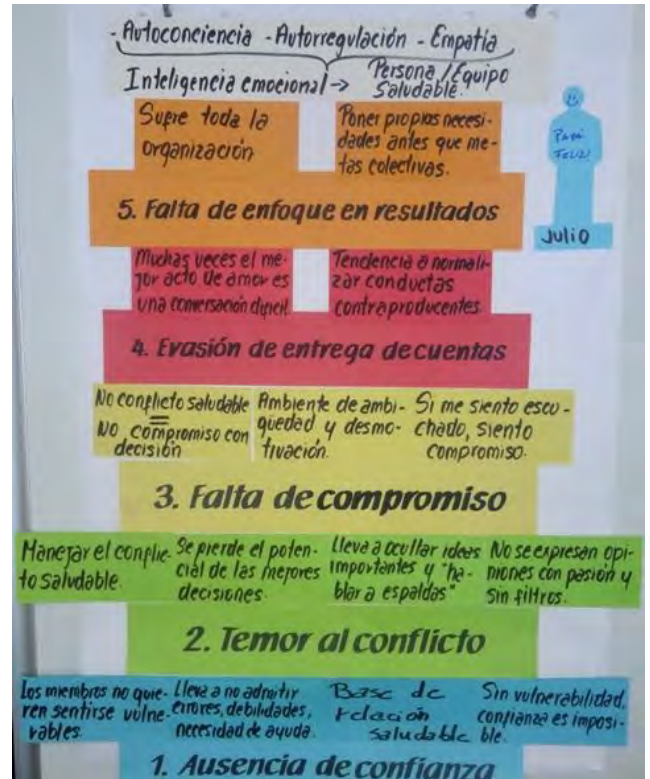 - Autoconciencia - Autorregulación - Empatía
Inteligencia emocional → Persona / Equipo
Saludable.
Sufre toda la
organización
Poner propias necesi-
dades antes que me-
tas colectivas.
5. Falta de enfoque en resultados
Julio
Muchas veces el me-
jor acto de amor es
una conversación difícil.
Tendencia a normali-
zar conductas
contraproducentes.
4. Evasión de entrega de cuentas
No conflicto saludable
=
No compromiso con
decisión
Ambiente de ambi-
güedad y desmo-
tivación.
Si me siento escu-
chado, siento
compromiso.
3. Falta de compromiso
Manejar el conflic-
to saludable.
Se pierde el poten-
cial de las mejores
decisiones.
Lleva a ocultar ideas
importantes y "ha-
blar a espaldas"
No se expresan opi-
niones con pasión y
sin filtros.
2. Temor al conflicto
Los miembros no quie-
ren sentirse vulne-
rables.
Lleva a no admitir
errores, debilidades,
necesidad de ayuda.
Base de
relación
saludable
Sin vulnerabilidad,
confianza es imposi-
ble.
1. Ausencia de confianza